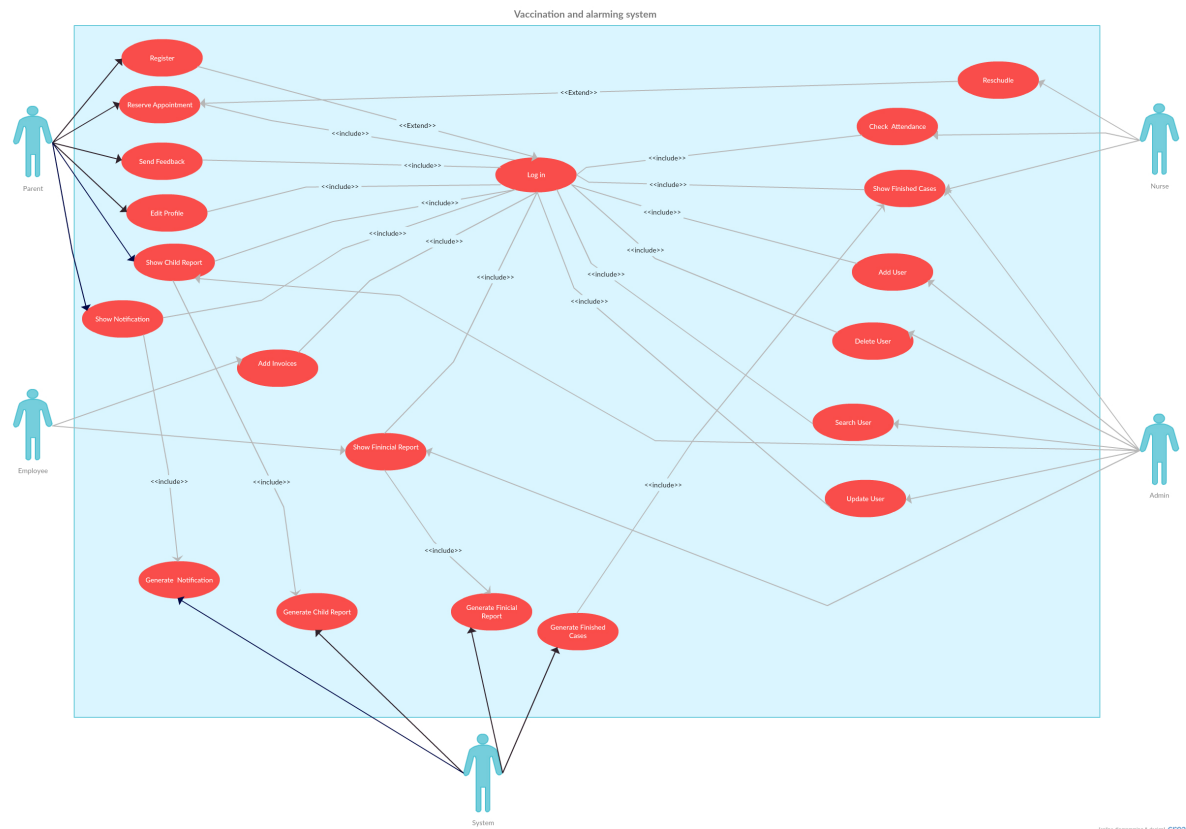 Vaccination and alarming system
Register
Reschudle
Reserve Appointment
<<Extend>>
<<Extend>>
Check Attendance
<<include>>
Send Feedback
<<include>>
<<include>>
Log in
Parent
Nurse
<<include>>
<<include>>
Show Finished Cases
<<include>>
Edit Profile
<<include>>
<<include>>
<<include>>
<<include>>
Show Child Report
Add User
<<include>>
<<include>>
<<include>>
Show Notification
Delete User
Add Invoices
Search User
Show Finincial Report
Employee
<<include>>
<<include>>
<<include>>
Update User
Admin
<<include>>
Generate Notification
Generate Child Report
Generate Finicial
Report
Generate Finished
Cases
System